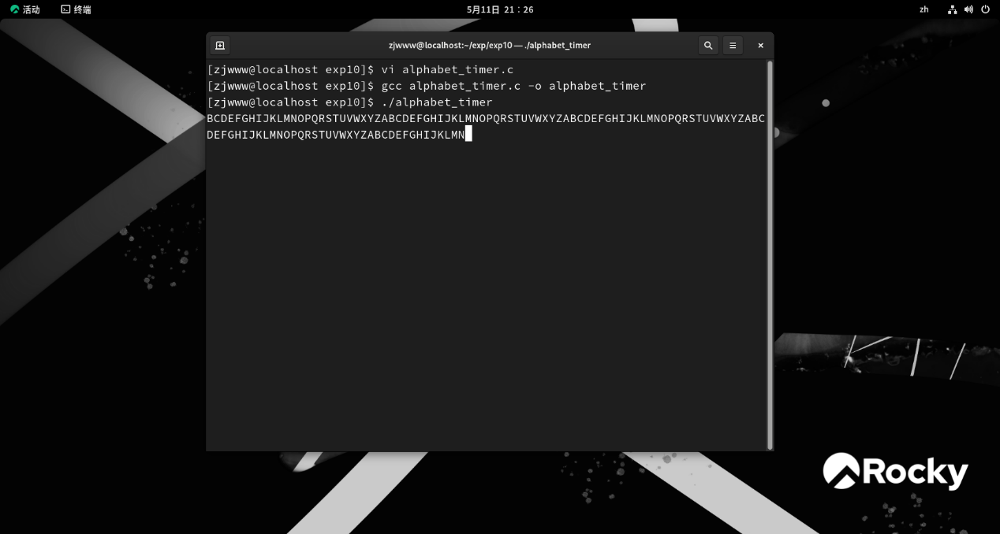 活动 终端 5月11日 21：26 zh
zjwww@localhost:~/exp/exp10 — ./alphabet_timer
[zjwww@localhost exp10]$ vi alphabet_timer.c
[zjwww@localhost exp10]$ gcc alphabet_timer.c -o alphabet_timer
[zjwww@localhost exp10]$ ./alphabet_timer
BCDEFGHIJKLMNOPQRSTUVWXYZABCDEFGHIJKLMNOPQRSTUVWXYZABCDEFGHIJKLMNOPQRSTUVWXYZABC
DEFGHIJKLMNOPQRSTUVWXYZABCDEFGHIJKLMN
Rocky